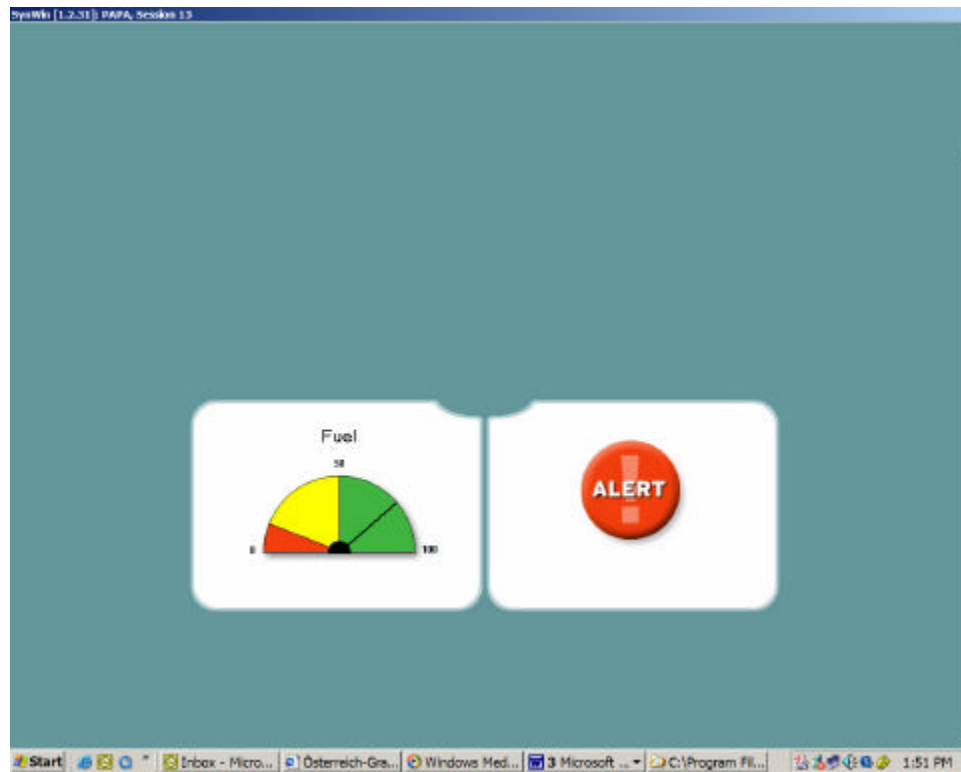 SynWin [1.2.31]: PAPA, Session 13
Fuel
50
0
100
ALERT
Start
Inbox - Micro...
Österreich-Gra...
Windows Med...
3 Microsoft ...
C:\Program Fil...
1:51 PM